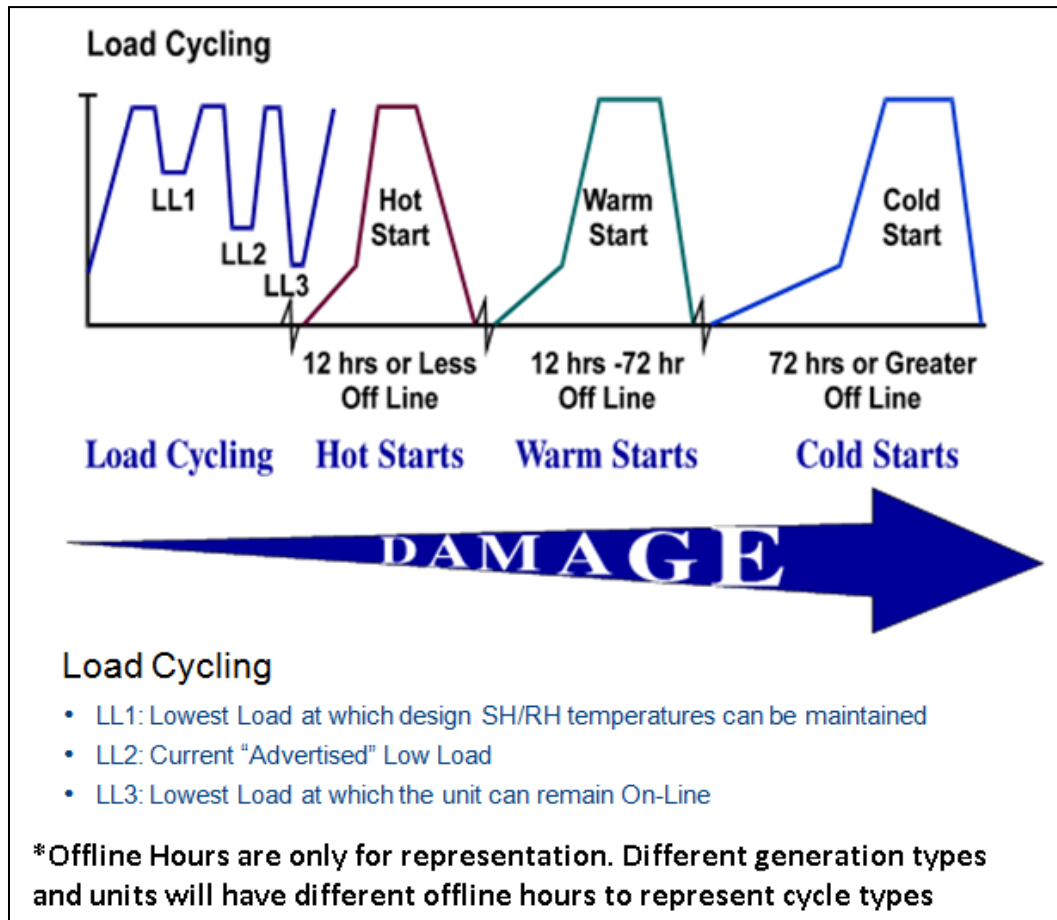 Load Cycling
LL1
LL2
LL3
Hot
Start
Warm
Start
Cold
Start
12 hrs or Less
Off Line
12 hrs -72 hr
Off Line
72 hrs or Greater
Off Line
Load Cycling
Hot Starts
Warm Starts
Cold Starts
DAMAGE
Load Cycling
• LL1: Lowest Load at which design SH/RH temperatures can be maintained
• LL2: Current “Advertised” Low Load
• LL3: Lowest Load at which the unit can remain On-Line
*Offline Hours are only for representation. Different generation types
and units will have different offline hours to represent cycle types